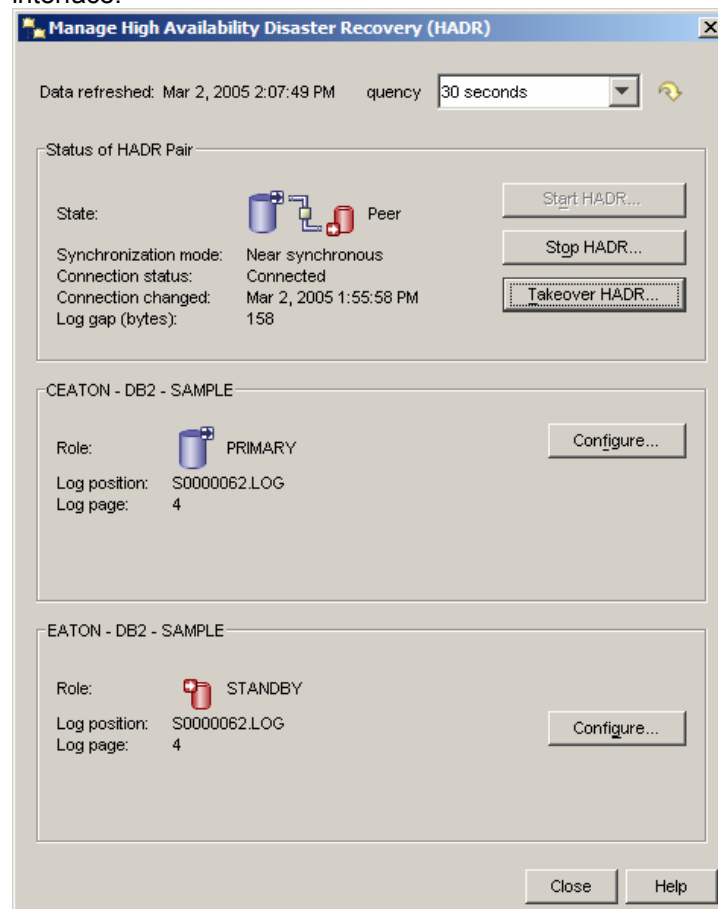 Manage High Availability Disaster Recovery (HADR)
Data refreshed: Mar 2, 2005 2:07:49 PM quency 30 seconds
Status of HADR Pair
State: Peer
Start HADR...
Synchronization mode: Near synchronous
Stop HADR...
Connection status: Connected
Connection changed: Mar 2, 2005 1:55:58 PM
Takeover HADR...
Log gap (bytes): 158
CEATON - DB2 - SAMPLE
Role: PRIMARY
Configure...
Log position: S0000062.LOG
Log page: 4
EATON - DB2 - SAMPLE
Role: STANDBY
Log position: S0000062.LOG
Configure...
Log page: 4
Close Help